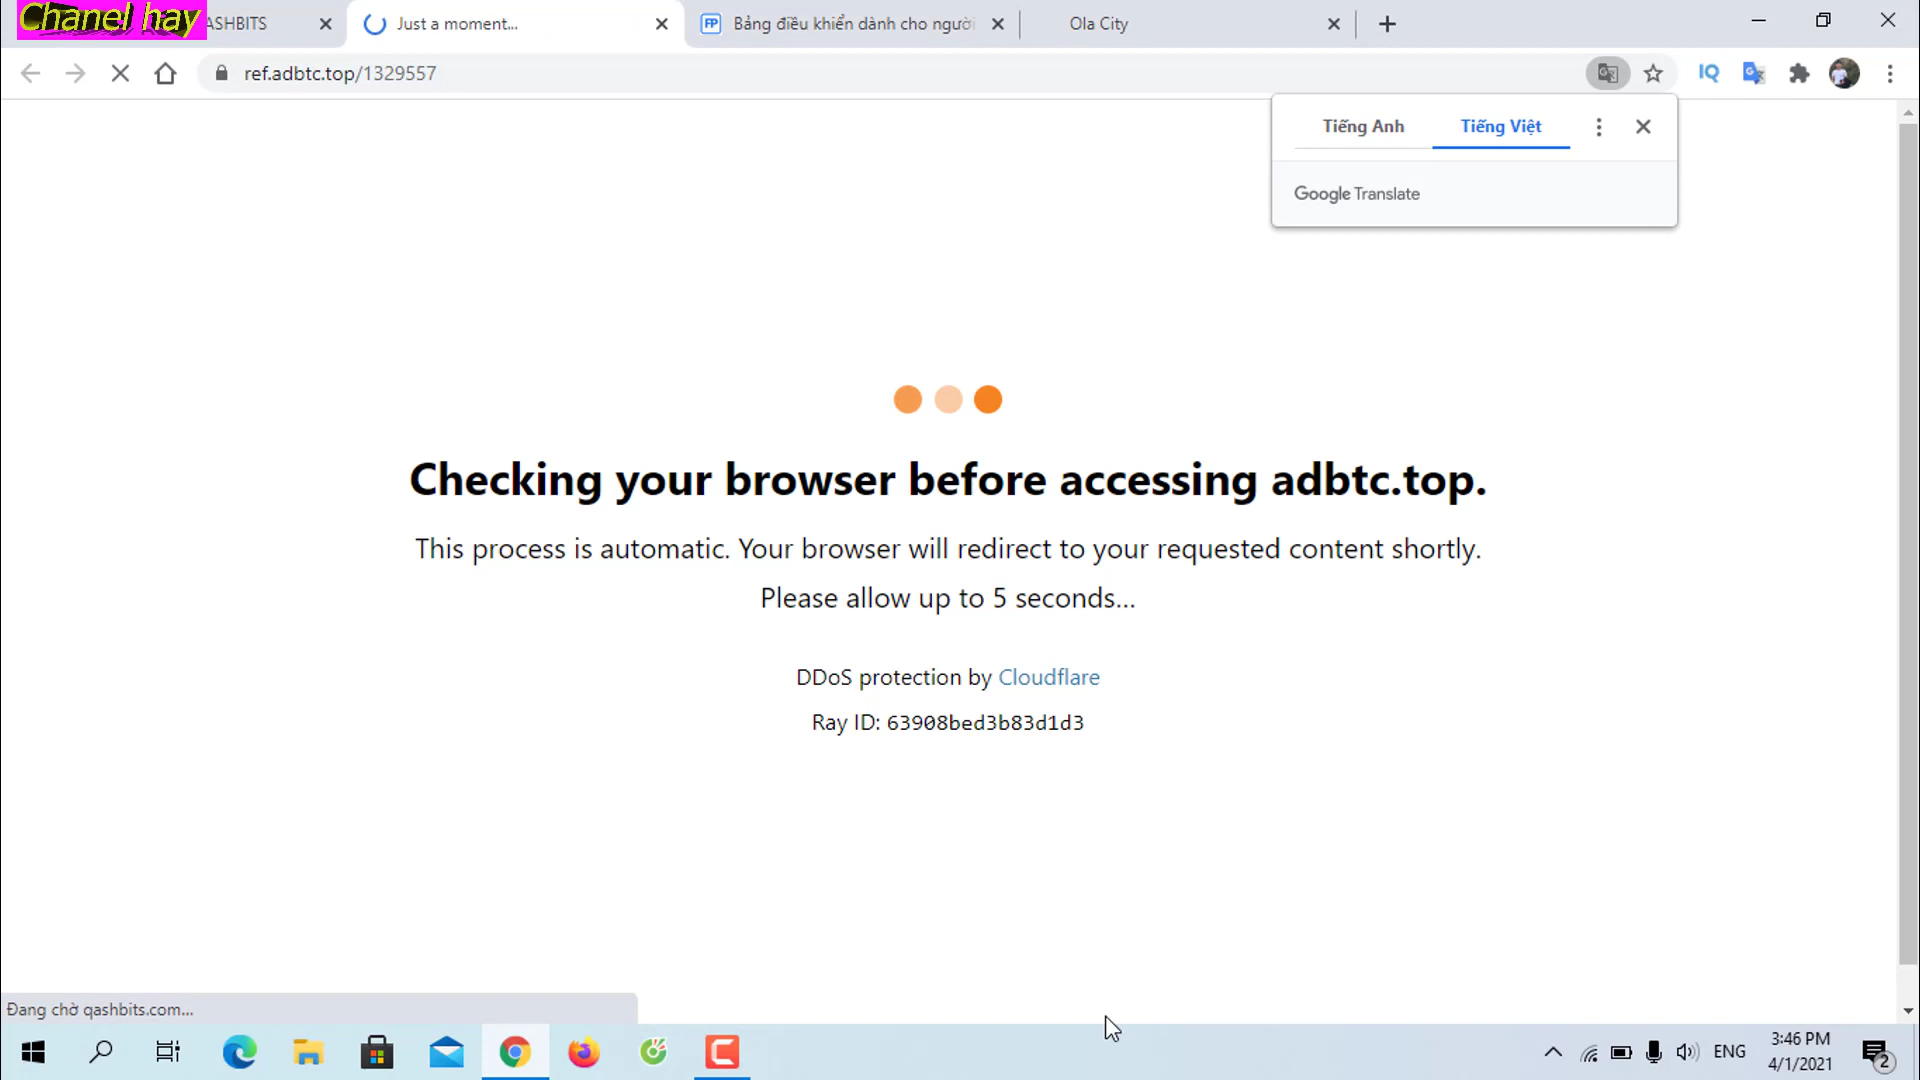 Chanel hay
ASHBITS
Just a moment...
FP
Bảng điều khiển dành cho người
Ola City
ref.adbtc.top/1329557
IQ
Tiếng Anh
Tiếng Việt
Google Translate
Checking your browser before accessing adbtc.top.
This process is automatic. Your browser will redirect to your requested content shortly.
Please allow up to 5 seconds...
DDoS protection by Cloudflare
Ray ID: 63908bed3b83d1d3
Đang chờ qashbits.com...
ENG
3:46 PM
4/1/2021
2